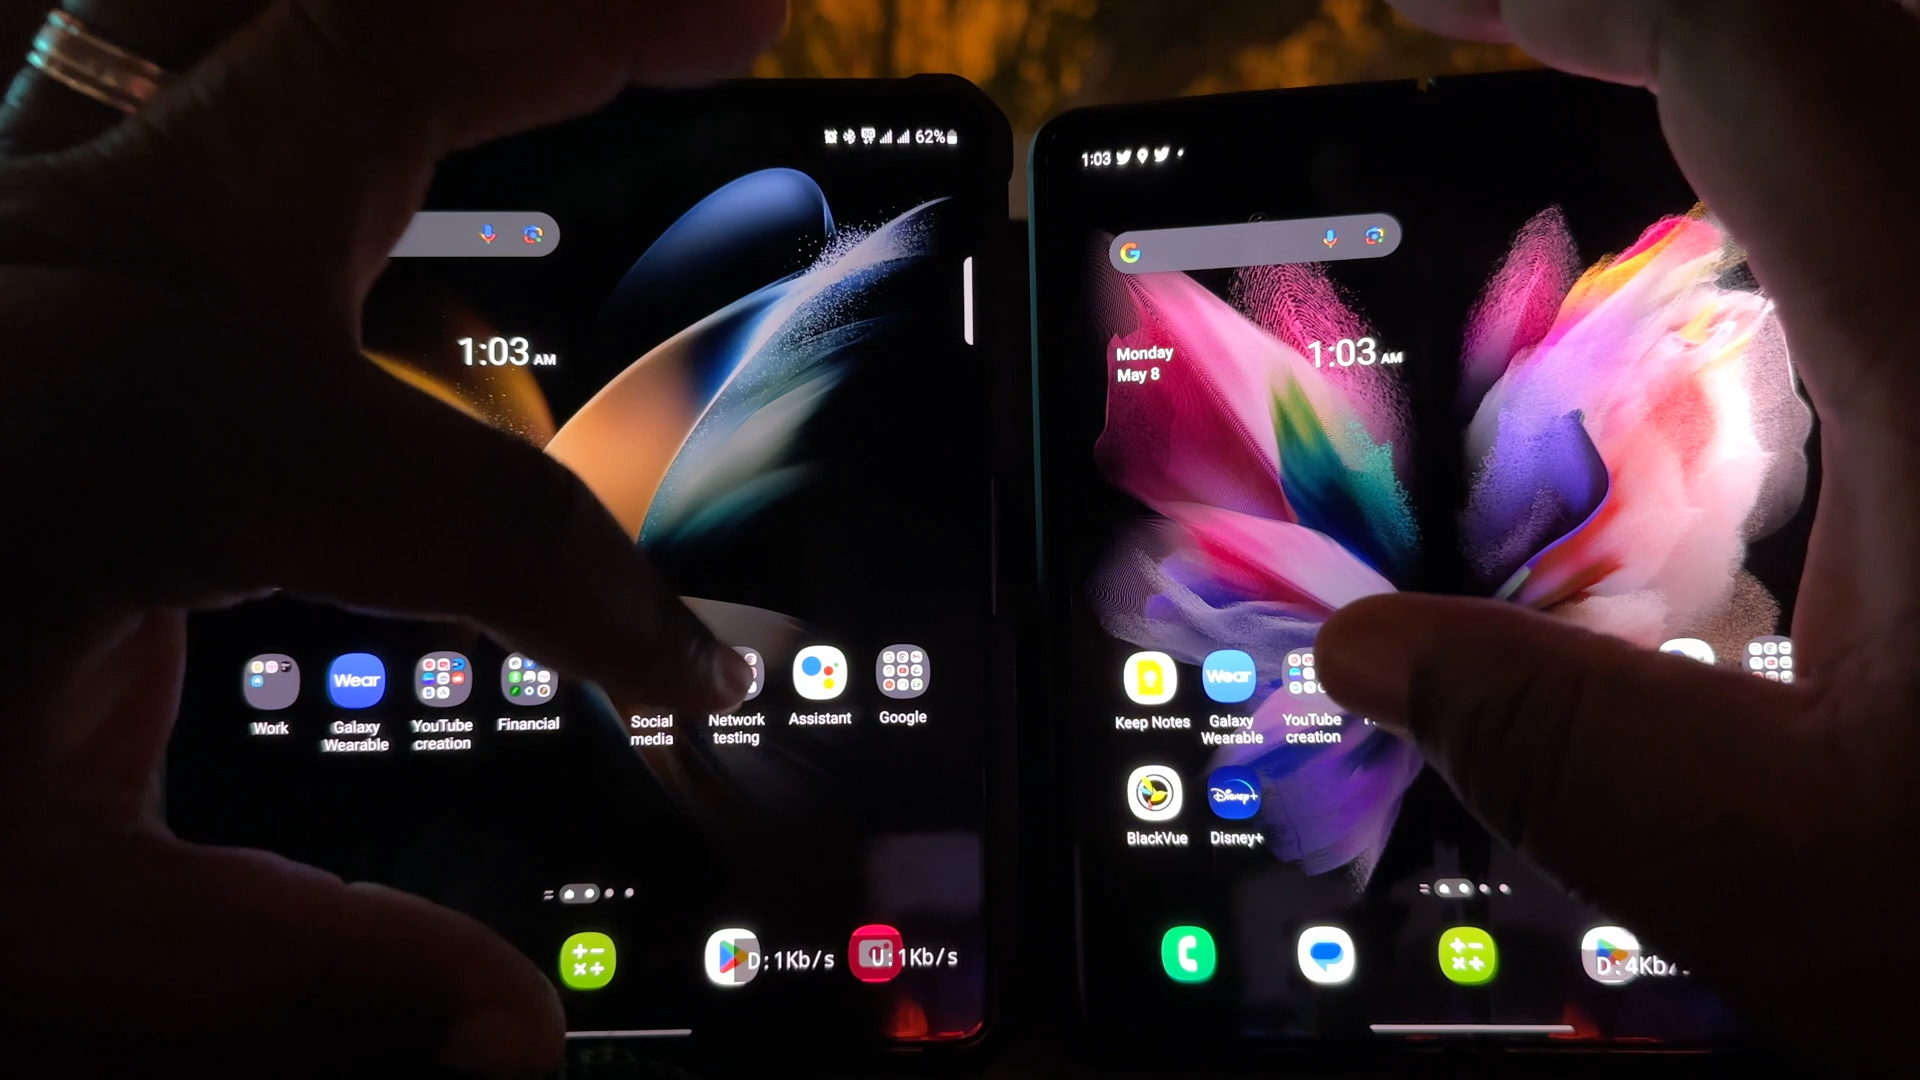 62%
1:03 AM
Work
Wear
Galaxy
Wearable
YouTube
creation
Financial
Social
media
Network
testing
Assistant
Google
D:1Kb/s
U:1Kb/s
1:03
G
Monday
May 8
1:03 AM
Keep Notes
Wear
Galaxy
Wearable
YouTube
creation
BlackVue
Disney+
Disney+
D:4Kb/